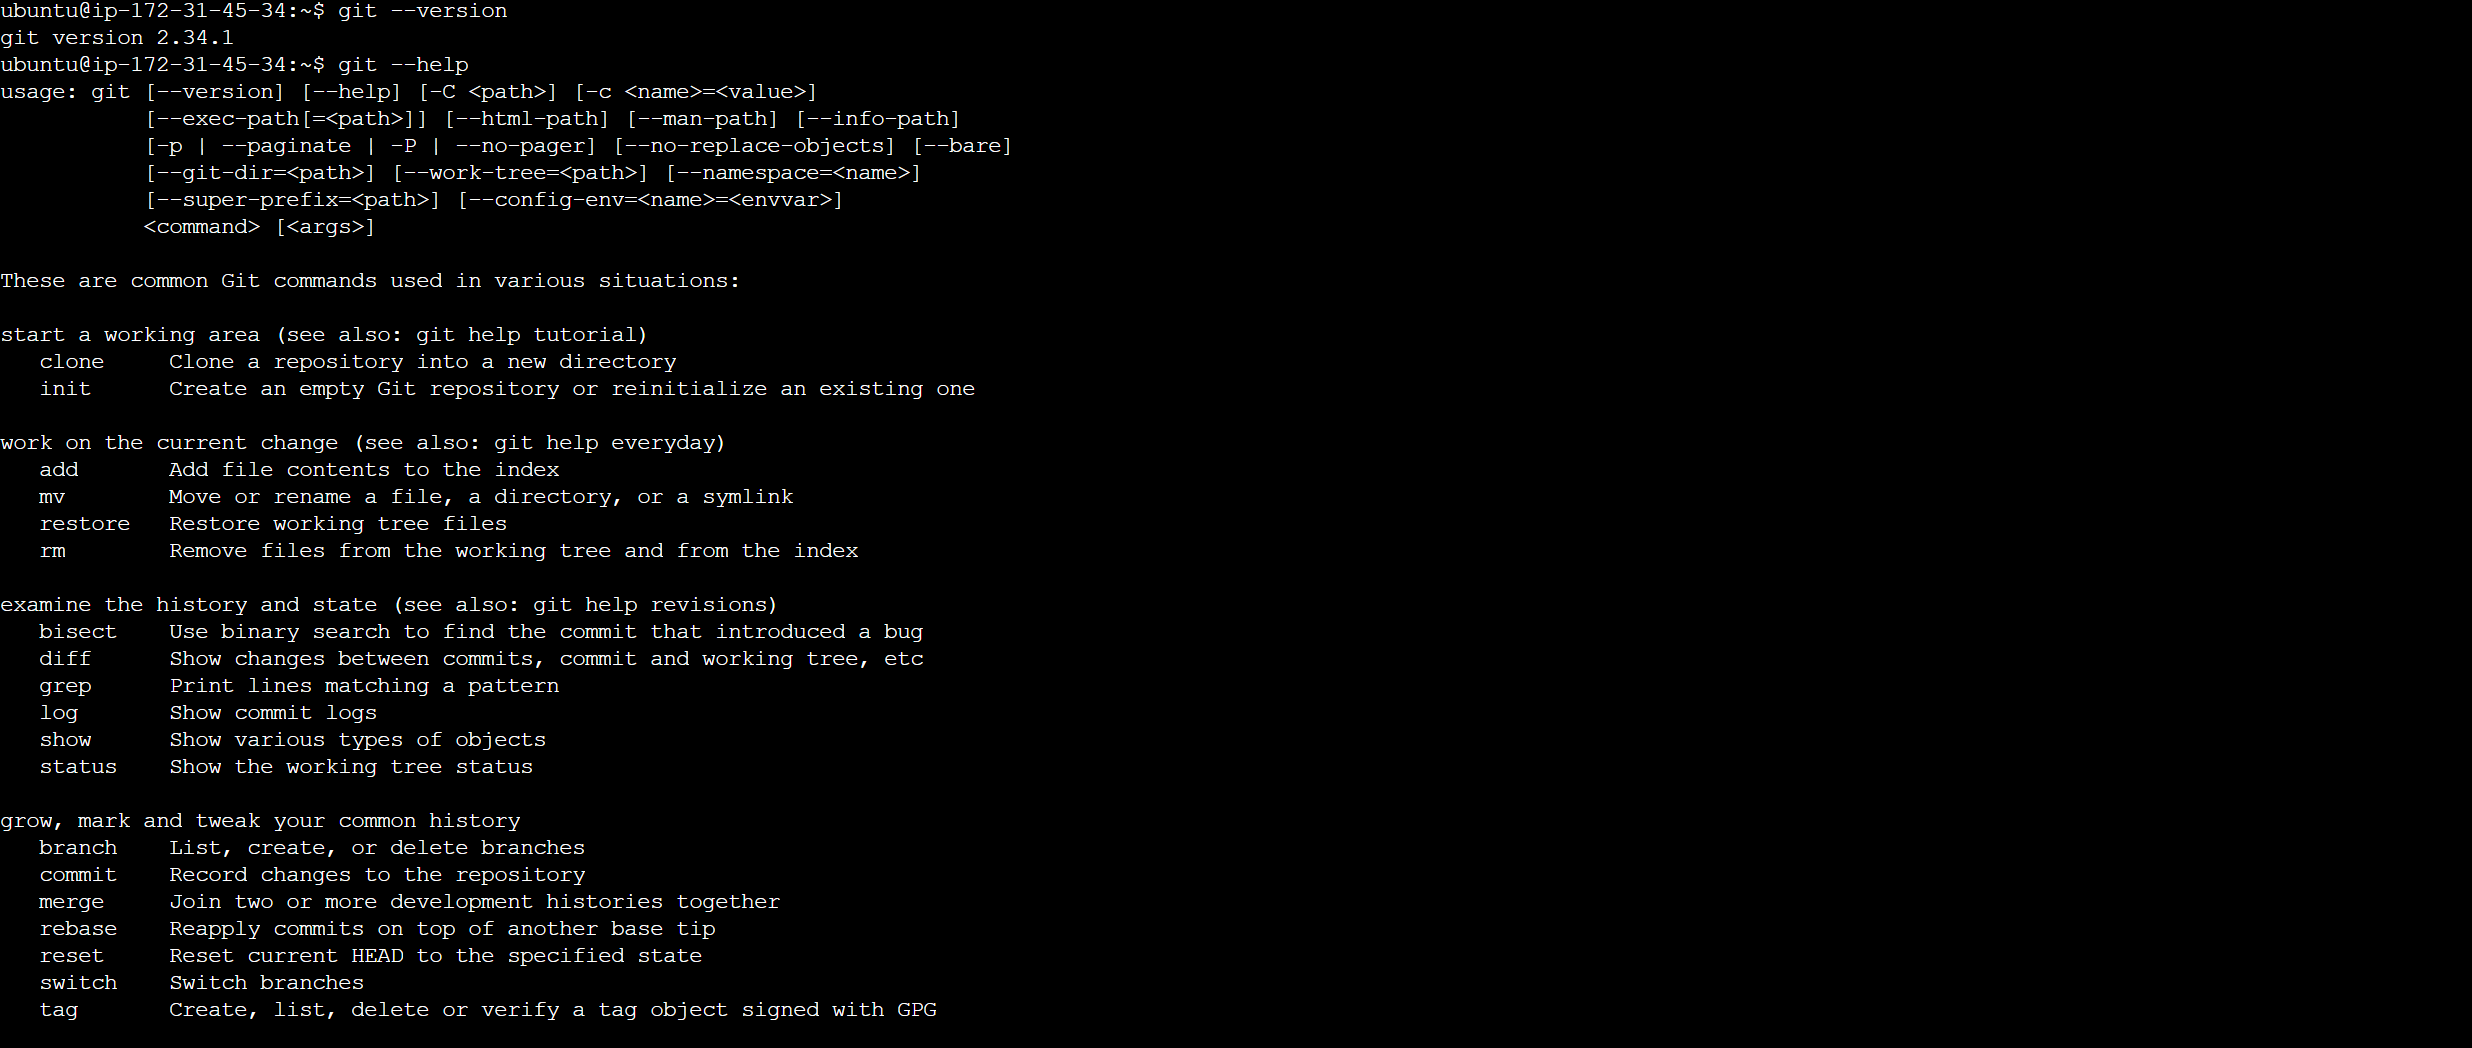 ubuntu@ip-172-31-45-34:~$ git --version
git version 2.34.1
ubuntu@ip-172-31-45-34:~$ git --help
usage: git [--version] [--help] [-C <path>] [-c <name>=<value>]
           [--exec-path[=<path>]] [--html-path] [--man-path] [--info-path]
           [-p | --paginate | -P | --no-pager] [--no-replace-objects] [--bare]
           [--git-dir=<path>] [--work-tree=<path>] [--namespace=<name>]
           [--super-prefix=<path>] [--config-env=<name>=<envvar>]
           <command> [<args>]

These are common Git commands used in various situations:

start a working area (see also: git help tutorial)
   clone     Clone a repository into a new directory
   init      Create an empty Git repository or reinitialize an existing one

work on the current change (see also: git help everyday)
   add       Add file contents to the index
   mv        Move or rename a file, a directory, or a symlink
   restore   Restore working tree files
   rm        Remove files from the working tree and from the index

examine the history and state (see also: git help revisions)
   bisect    Use binary search to find the commit that introduced a bug
   diff      Show changes between commits, commit and working tree, etc
   grep      Print lines matching a pattern
   log       Show commit logs
   show      Show various types of objects
   status    Show the working tree status

grow, mark and tweak your common history
   branch    List, create, or delete branches
   commit    Record changes to the repository
   merge     Join two or more development histories together
   rebase    Reapply commits on top of another base tip
   reset     Reset current HEAD to the specified state
   switch    Switch branches
   tag       Create, list, delete or verify a tag object signed with GPG